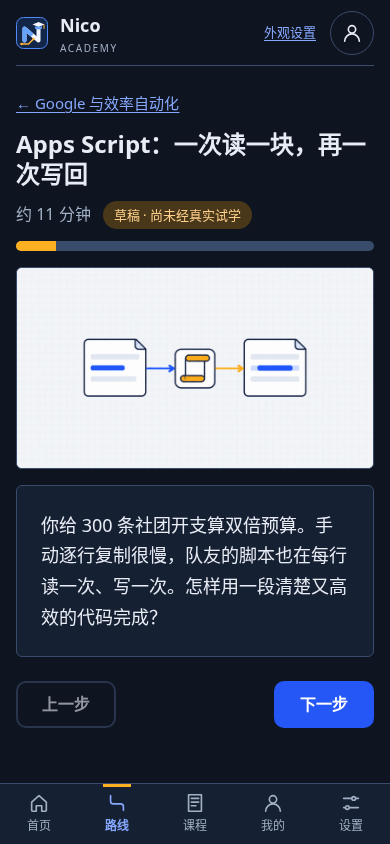 Nico
ACADEMY
外观设置
← Google 与效率自动化
Apps Script：一次读一块，再一
次写回
约 11 分钟
草稿 · 尚未经真实试学
你给 300 条社团开支算双倍预算。手
动逐行复制很慢，队友的脚本也在每行
读一次、写一次。怎样用一段清楚又高
效的代码完成？
上一步
下一步
首页
路线
课程
我的
设置